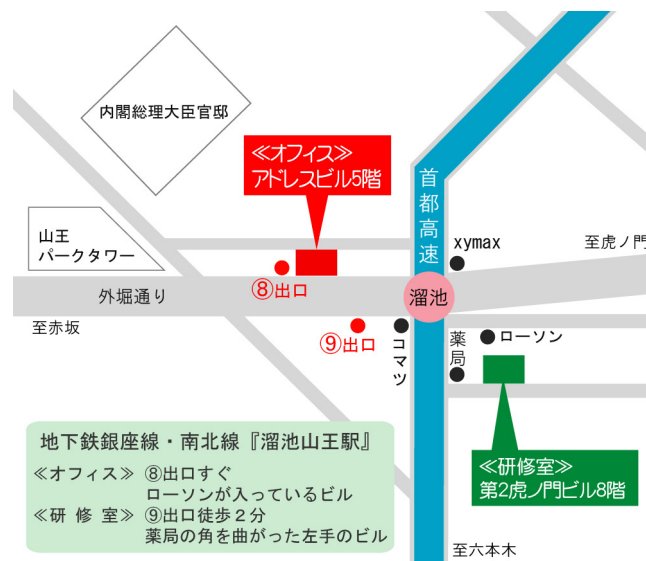 内閣総理大臣官邸
≪オフィス≫
アドレスビル5階
首都高速
山王
パークタワー
xymax
至虎ノ門
⑧出口
外堀通り
溜池
至赤坂
⑨出口
コマツ
薬局
ローソン
地下鉄銀座線・南北線『溜池山王駅』
≪オフィス≫ ⑧出口すぐ
ローソンが入っているビル
≪研 修 室≫ ⑨出口徒歩２分
薬局の角を曲がった左手のビル
≪研修室≫
第2虎ノ門ビル8階
至六本木